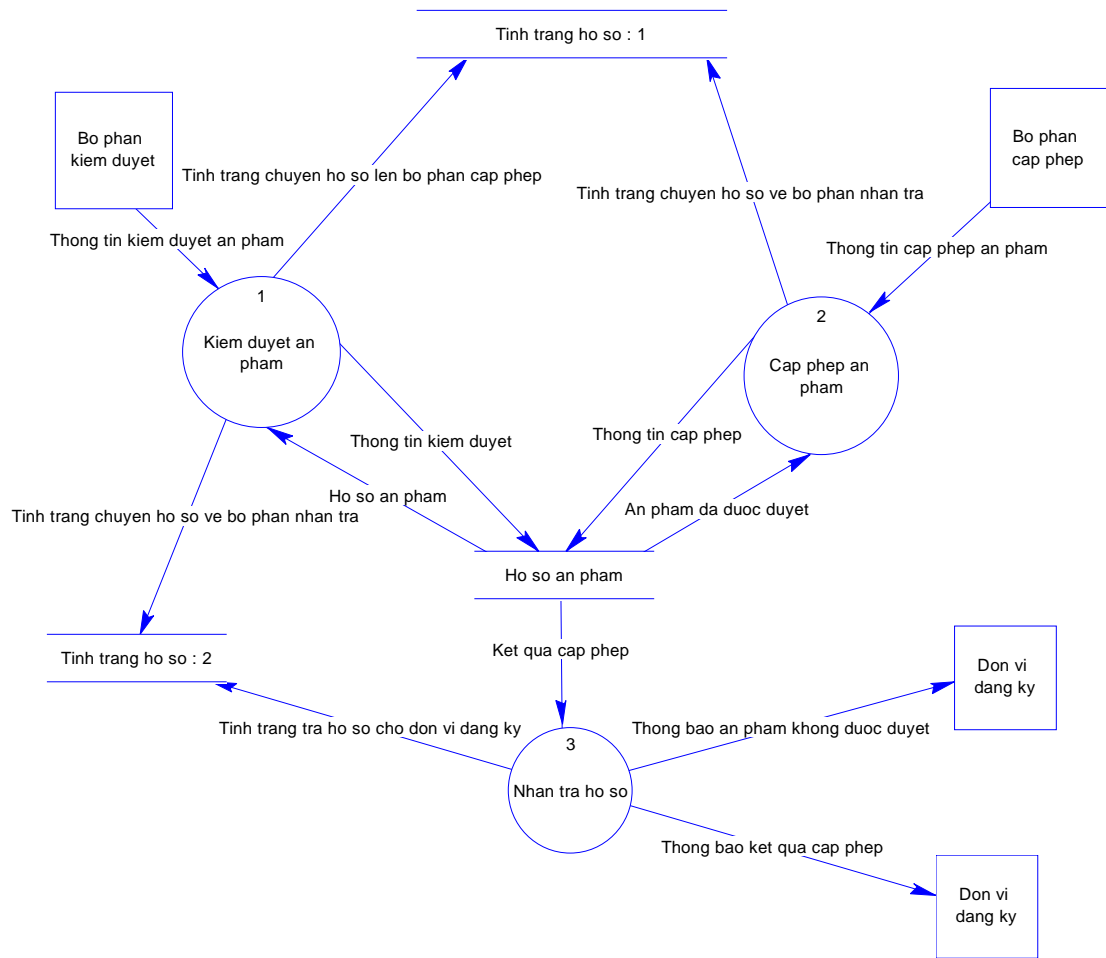 Tinh trang ho so : 1
Bo phan
kiem duyet
Bo phan
cap phep
Tinh trang chuyen ho so len bo phan cap phep
Tinh trang chuyen ho so ve bo phan nhan tra
Thong tin kiem duyet an pham
Thong tin cap phep an pham
1
Kiem duyet an
pham
2
Cap phep an
pham
Thong tin kiem duyet
Thong tin cap phep
Ho so an pham
An pham da duoc duyet
Tinh trang chuyen ho so ve bo phan nhan tra
Ho so an pham
Ket qua cap phep
Tinh trang ho so : 2
Don vi
dang ky
Tinh trang tra ho so cho don vi dang ky
Thong bao an pham khong duoc duyet
3
Nhan tra ho so
Thong bao ket qua cap phep
Don vi
dang ky